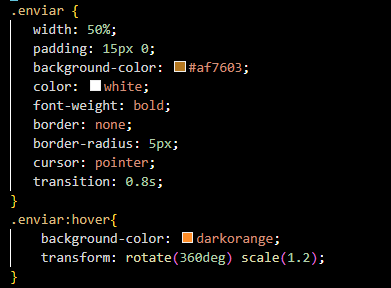 .enviar {
width: 50%;
padding: 15px 0;
background-color: #af7603;
color: white;
font-weight: bold;
border: none;
border-radius: 5px;
cursor: pointer;
transition: 0.8s;
}
.enviar:hover{
background-color: darkorange;
transform: rotate(360deg) scale(1.2);
}